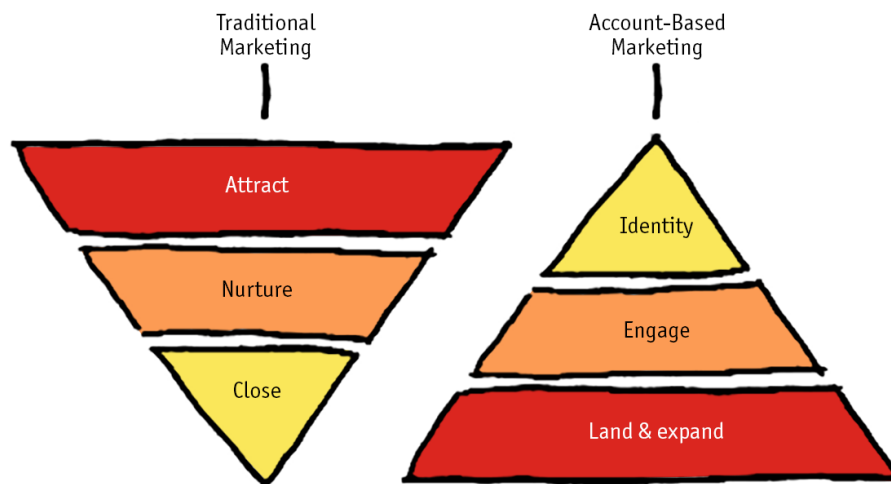 Traditional
Marketing
Account-Based
Marketing
Attract
Nurture
Close
Identity
Engage
Land & expand